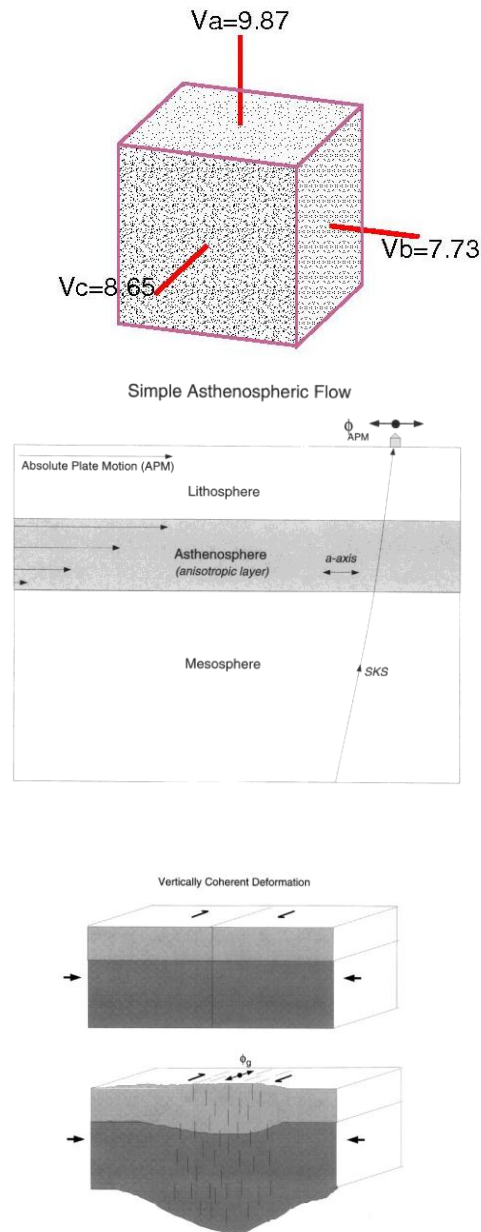 Va=9.87
Vb=7.73
Vc=8.65
Simple Asthenospheric Flow
ϕ
APM
Absolute Plate Motion (APM)
Lithosphere
Asthenosphere
(anisotropic layer)
a-axis
Mesosphere
SKS
Vertically Coherent Deformation
ϕg